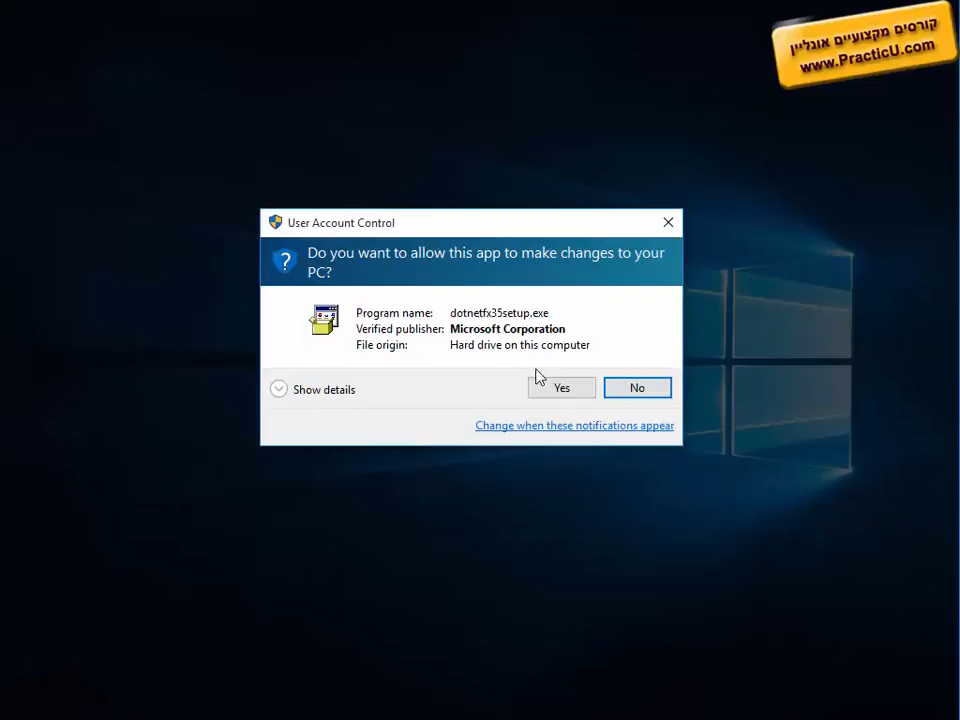 קורסים מקצועיים אונליין
www.PracticU.com
User Account Control
Do you want to allow this app to make changes to your
PC?
Program name: dotnetfx35setup.exe
Verified publisher: Microsoft Corporation
File origin: Hard drive on this computer
Show details
Yes
No
Change when these notifications appear